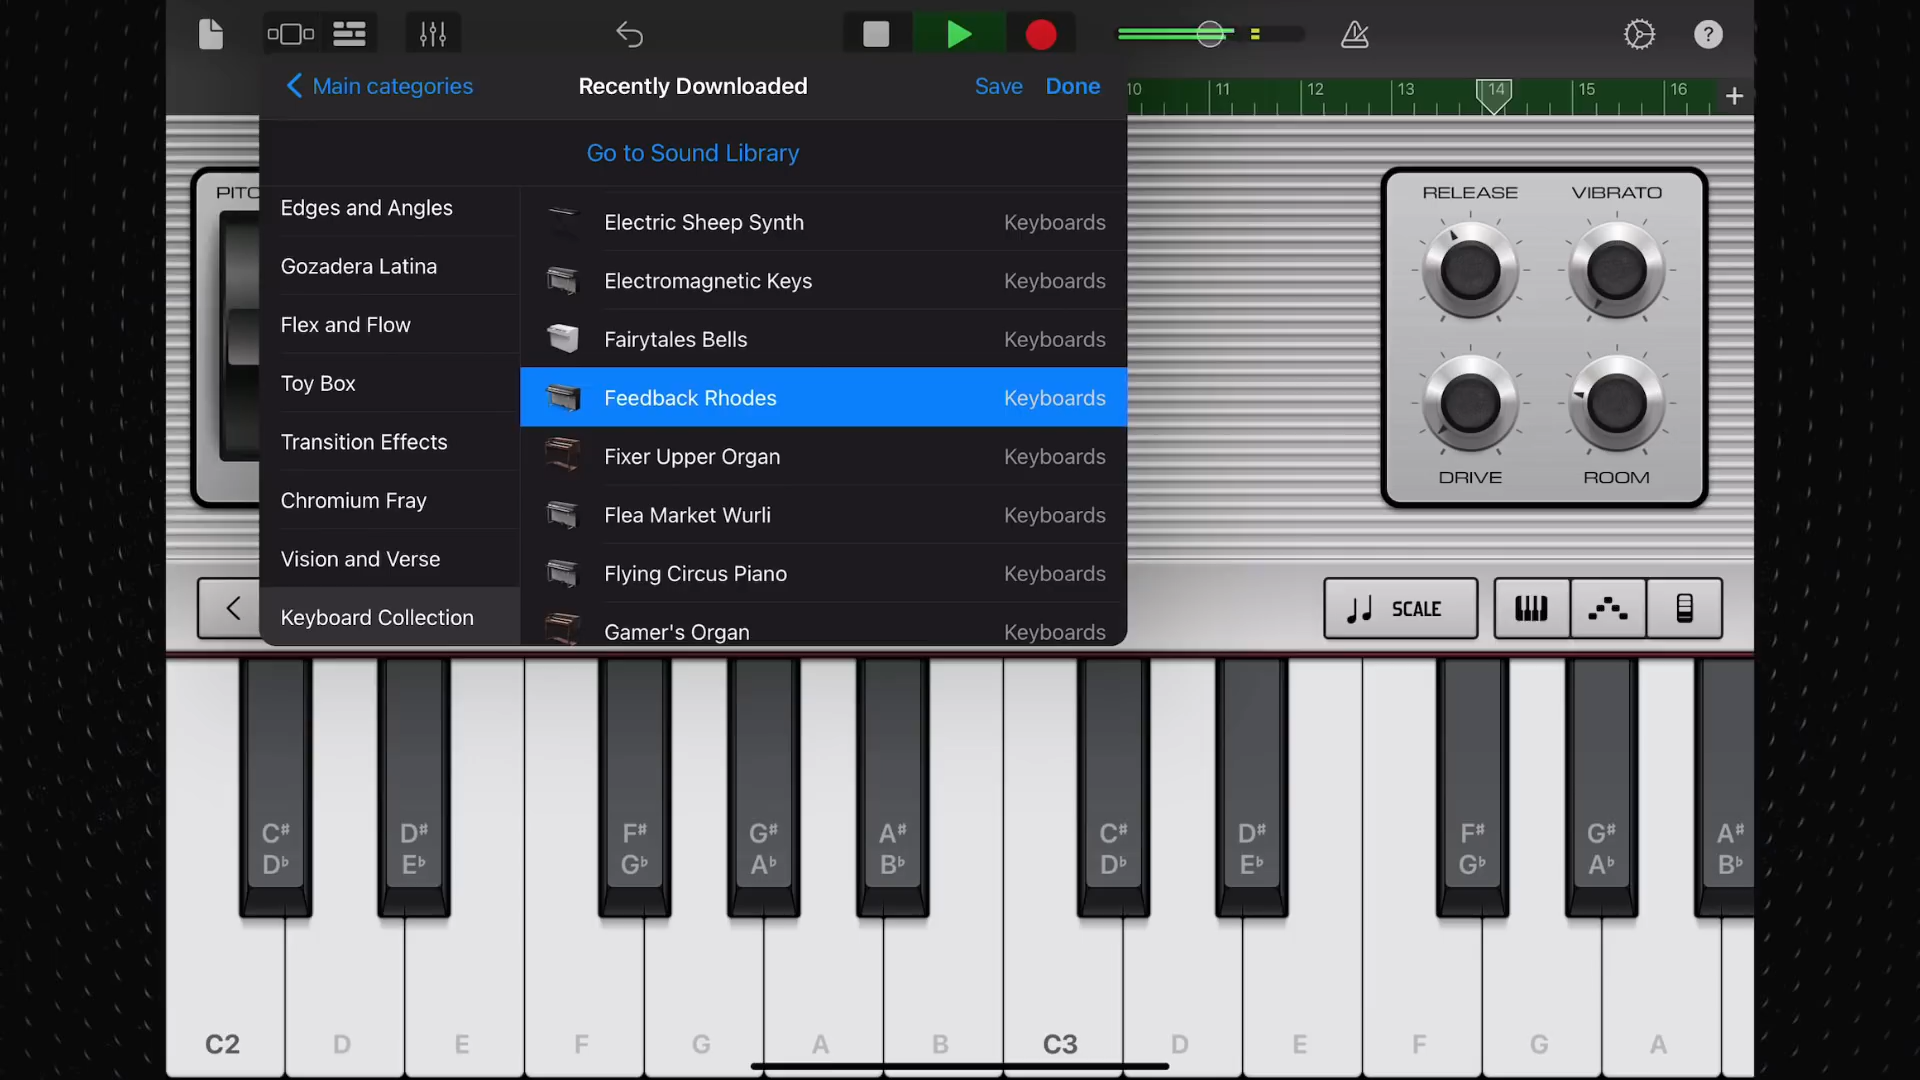 ?
Main categories
Recently Downloaded
Save
Done
10
11
12
13
14
15
16
+
Go to Sound Library
PITC
RELEASE
VIBRATO
Edges and Angles
Electric Sheep Synth
Keyboards
Gozadera Latina
Electromagnetic Keys
Keyboards
Flex and Flow
Fairytales Bells
Keyboards
Toy Box
Feedback Rhodes
Keyboards
Transition Effects
Fixer Upper Organ
Keyboards
DRIVE
ROOM
Chromium Fray
Flea Market Wurli
Keyboards
Vision and Verse
Flying Circus Piano
Keyboards
Keyboard Collection
Gamer's Organ
Keyboards
SCALE
C♯
D♯
F♯
G♯
A♯
C♯
D♯
F♯
G♯
A♯
D♭
E♭
G♭
A♭
B♭
D♭
E♭
G♭
A♭
B♭
C2
D
E
F
G
A
B
C3
D
E
F
G
A